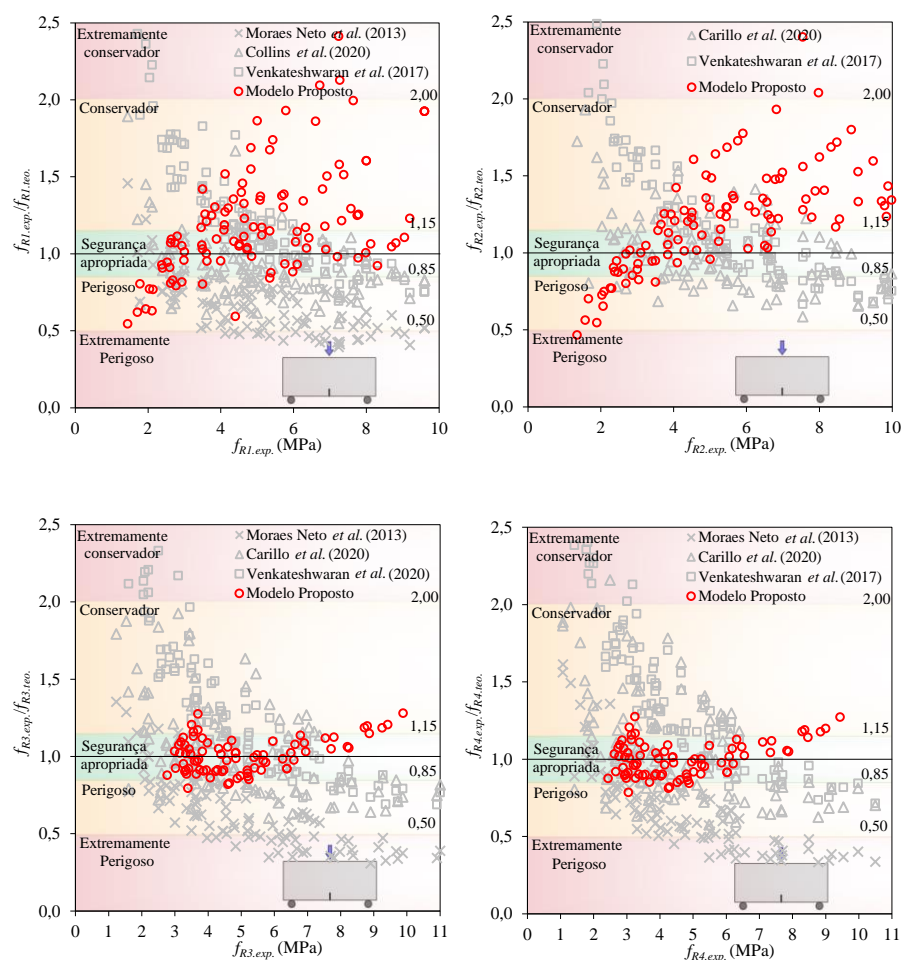 2,5
Extremamente
conservador
Moraes Neto et al. (2013)
Collins et al. (2020)
Venkateshwaran et al. (2017)
Modelo Proposto
2,0
Conservador
2,00
1,5
fR1.exp./fR1.teo.
1,15
Segurança
apropriada
1,0
0,85
Perigoso
0,5
0,50
Extremamente
Perigoso
0,0
0 2 4 6 8 10
fR1.exp. (MPa)
2,5
Extremamente
conservador
Carillo et al. (2020)
Venkateshwaran et al. (2017)
Modelo Proposto
2,0
Conservador
2,00
1,5
fR2.exp./fR2.teo.
1,15
Segurança
apropriada
1,0
0,85
Perigoso
0,5
0,50
Extremamente
Perigoso
0,0
0 2 4 6 8 10
fR2.exp. (MPa)
2,5
Extremamente
conservador
Moraes Neto et al. (2013)
Carillo et al. (2020)
Venkateshwaran et al. (2020)
Modelo Proposto
2,0
Conservador
2,00
1,5
fR3.exp./fR3.teo.
1,15
Segurança
apropriada
1,0
0,85
Perigoso
0,5
0,50
Extremamente
Perigoso
0,0
0 1 2 3 4 5 6 7 8 9 10 11
fR3.exp. (MPa)
2,5
Extremamente
conservador
Moraes Neto et al. (2013)
Carillo et al. (2020)
Venkateshwaran et al. (2017)
Modelo Proposto
2,0
Conservador
2,00
1,5
fR4.exp./fR4.teo.
1,15
Segurança
apropriada
1,0
0,85
Perigoso
0,5
0,50
Extremamente
Perigoso
0,0
0 1 2 3 4 5 6 7 8 9 10 11
fR4.exp. (MPa)